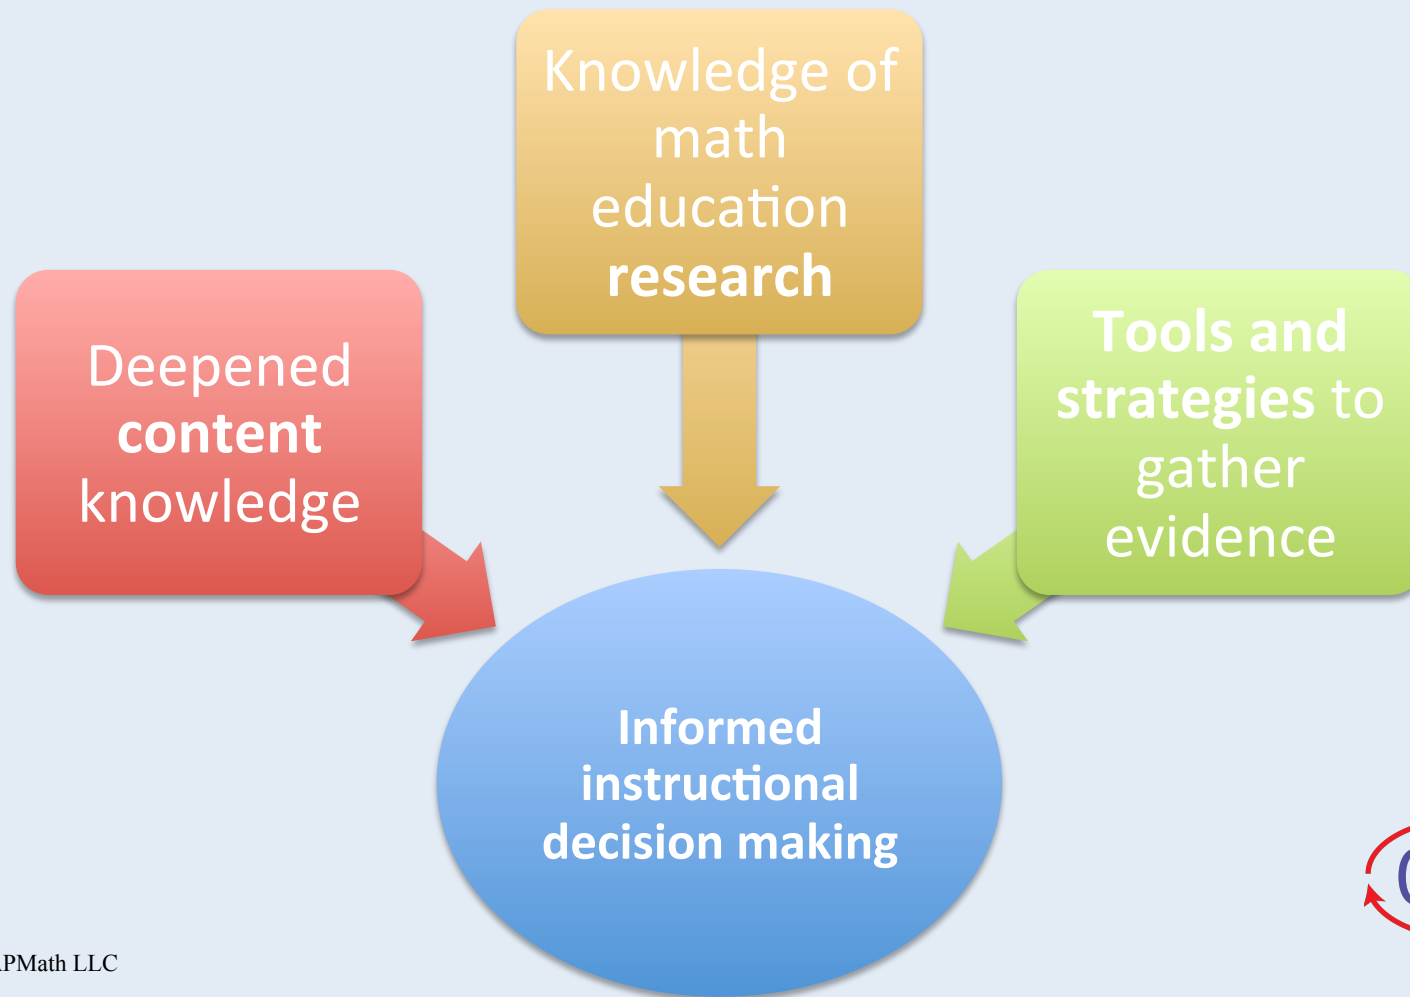 Knowledge of
math
education
research
Deepened
content
knowledge
Tools and
strategies to
gather
evidence
Informed
instructional
decision making
PMath LLC